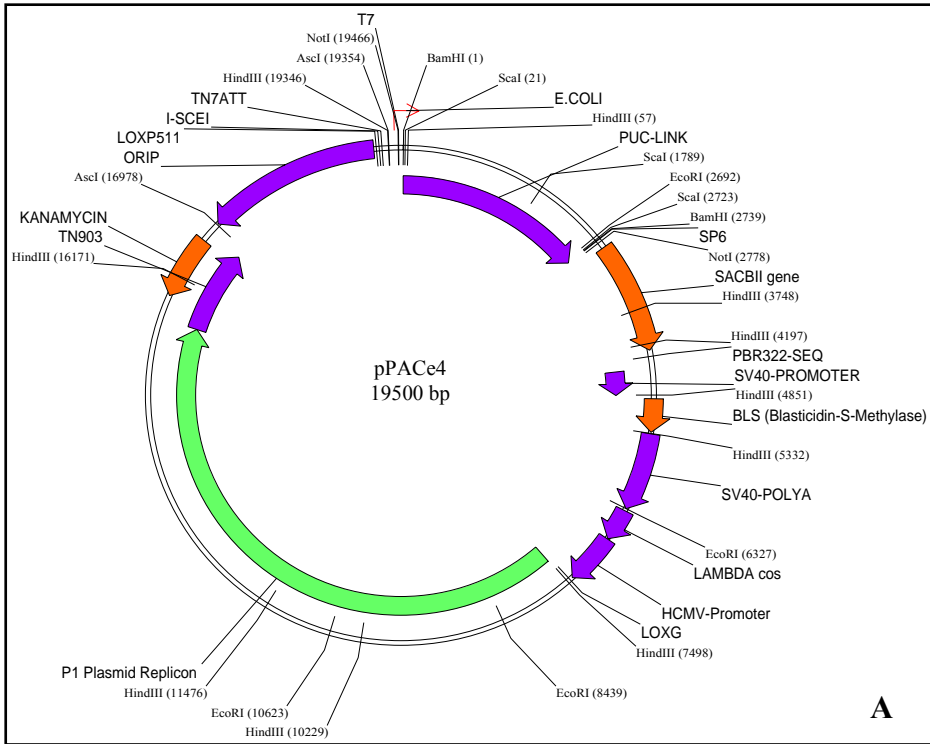 T7
NotI (19466)
AscI (19354)
BamHI (1)
HindIII (19346)
ScaI (21)
TN7ATT
E.COLI
I-SCEI
HindIII (57)
LOXP511
PUC-LINK
ORIP
ScaI (1789)
AscI (16978)
EcoRI (2692)
ScaI (2723)
KANAMYCIN
BamHI (2739)
TN903
SP6
HindIII (16171)
NotI (2778)
SACBII gene
HindIII (3748)
HindIII (4197)
PBR322-SEQ
pPACe4
SV40-PROMOTER
19500 bp
HindIII (4851)
BLS (Blasticidin-S-Methylase)
HindIII (5332)
SV40-POLYA
EcoRI (6327)
LAMBDA cos
HCMV-Promoter
LOXG
HindIII (7498)
P1 Plasmid Replicon
HindIII (11476)
EcoRI (8439)
EcoRI (10623)
HindIII (10229)
A